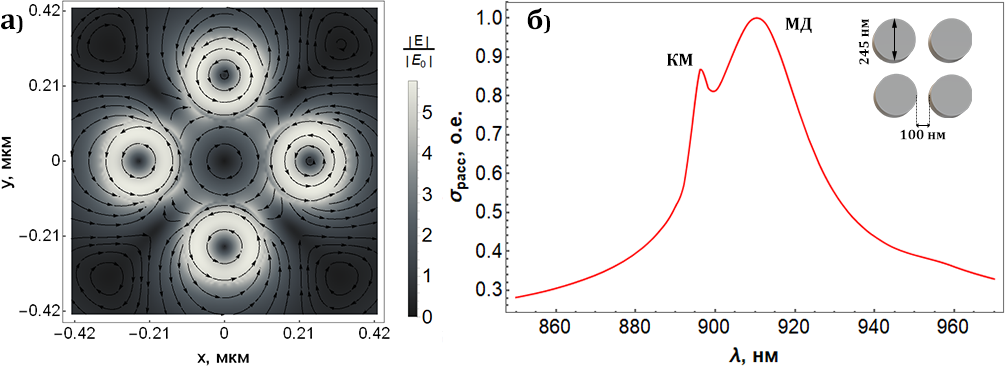 а)
|E|
|E₀|
0.42
0.21
0
−0.21
−0.42
y, мкм
−0.42
−0.21
0
0.21
0.42
x, мкм
5
4
3
2
1
0
б)
КМ
МД
245 нм
100 нм
1.0
0.9
0.8
0.7
0.6
0.5
0.4
0.3
σрасс, о.е.
860
880
900
920
940
960
λ, нм